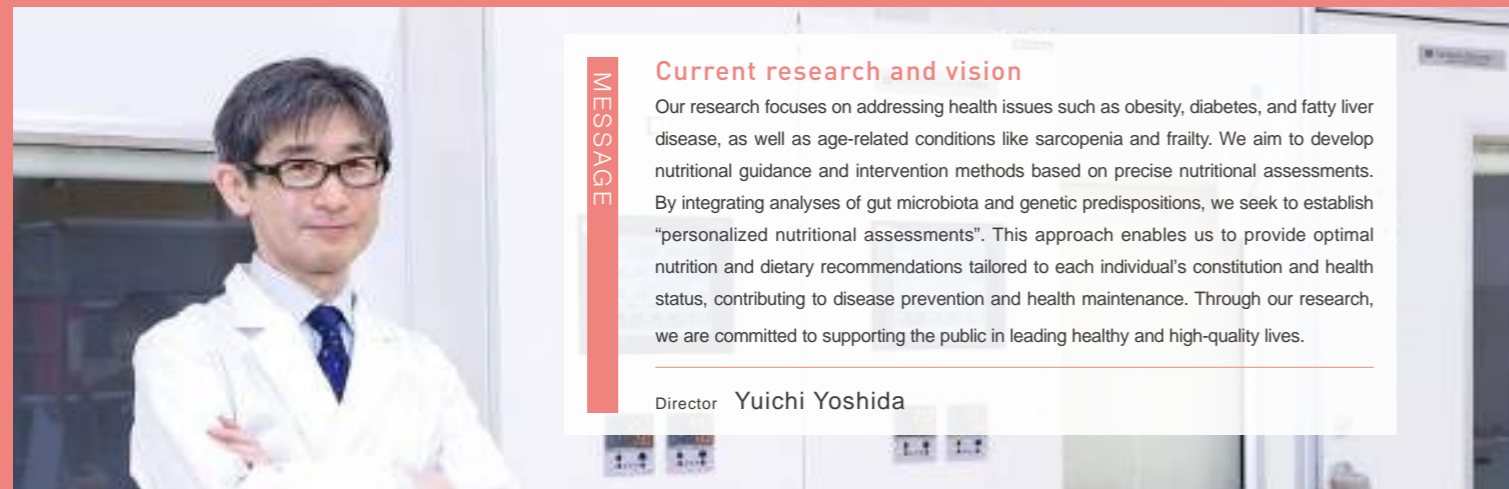 MESSAGE
Current research and vision
Our research focuses on addressing health issues such as obesity, diabetes, and fatty liver
disease, as well as age-related conditions like sarcopenia and frailty. We aim to develop
nutritional guidance and intervention methods based on precise nutritional assessments.
By integrating analyses of gut microbiota and genetic predispositions, we seek to establish
“personalized nutritional assessments”. This approach enables us to provide optimal
nutrition and dietary recommendations tailored to each individual’s constitution and health
status, contributing to disease prevention and health maintenance. Through our research,
we are committed to supporting the public in leading healthy and high-quality lives.
Director Yuichi Yoshida